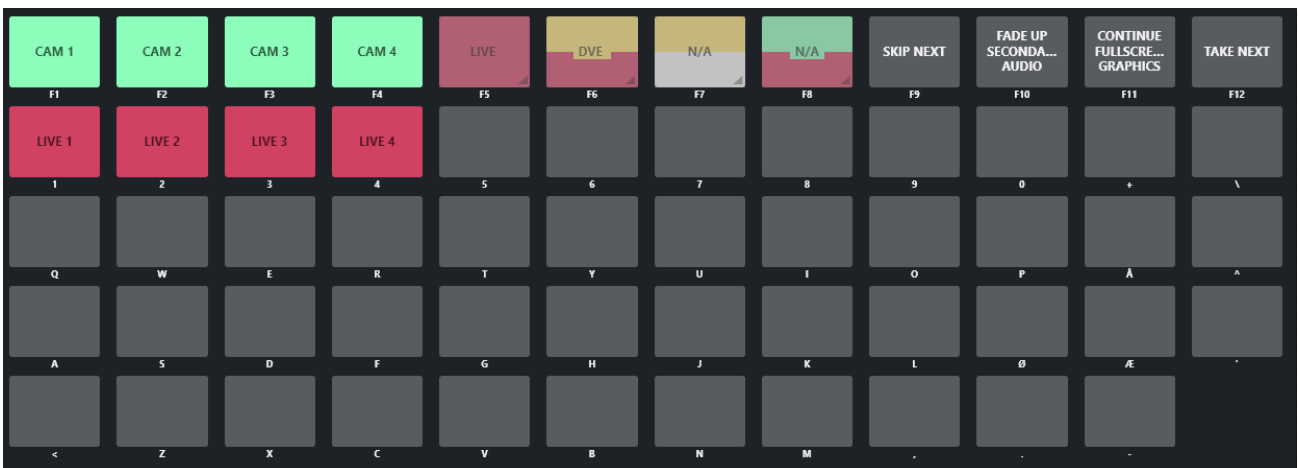 CAM 1 CAM 2 CAM 3 CAM 4 LIVE DVE N/A N/A SKIP NEXT FADE UP SECONDA... AUDIO CONTINUE FULLSCRE... GRAPHICS TAKE NEXT
F1 F2 F3 F4 F5 F6 F7 F8 F9 F10 F11 F12
LIVE 1 LIVE 2 LIVE 3 LIVE 4
1 2 3 4 5 6 7 8 9 0 + \
Q W E R T Y U I O P Å ^
A S D F G H J K L Ø Æ '
< Z X C V B N M , . -